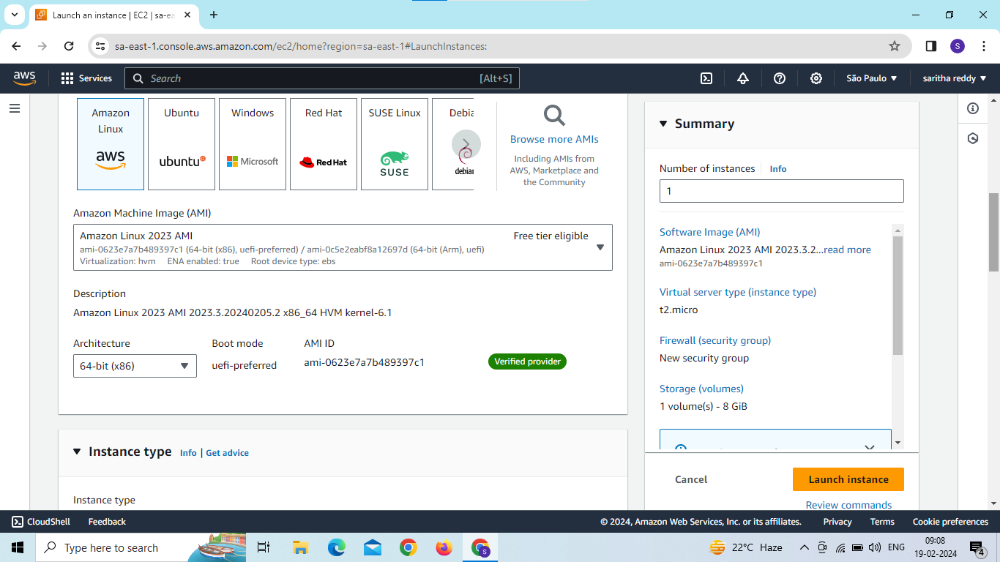 Launch an instance | EC2 | sa-ea
sa-east-1.console.aws.amazon.com/ec2/home?region=sa-east-1#LaunchInstances:
S
aws
Services
Search
[Alt+S]
São Paulo
saritha reddy
Amazon
Linux
aws
Ubuntu
ubuntu
Windows
Microsoft
Red Hat
Red Hat
SUSE Linux
SUSE
Debia
debian
Browse more AMIs
Including AMIs from
AWS, Marketplace and
the Community
Amazon Machine Image (AMI)
Amazon Linux 2023 AMI
Free tier eligible
ami-0623e7a7b489397c1 (64-bit (x86), uefi-preferred) / ami-0c5e2eabf8a12697d (64-bit (Arm), uefi)
Virtualization: hvm ENA enabled: true Root device type: ebs
Description
Amazon Linux 2023 AMI 2023.3.20240205.2 x86_64 HVM kernel-6.1
Architecture
64-bit (x86)
Boot mode
uefi-preferred
AMI ID
ami-0623e7a7b489397c1
Verified provider
Instance type Info | Get advice
Instance type
Summary
Number of instances Info
1
Software Image (AMI)
Amazon Linux 2023 AMI 2023.3.2...read more
ami-0623e7a7b489397c1
Virtual server type (instance type)
t2.micro
Firewall (security group)
New security group
Storage (volumes)
1 volume(s) - 8 GiB
Cancel
Launch instance
Review commands
CloudShell Feedback
© 2024, Amazon Web Services, Inc. or its affiliates. Privacy Terms Cookie preferences
Type here to search
S
22°C Haze
ENG
09:08
19-02-2024
4